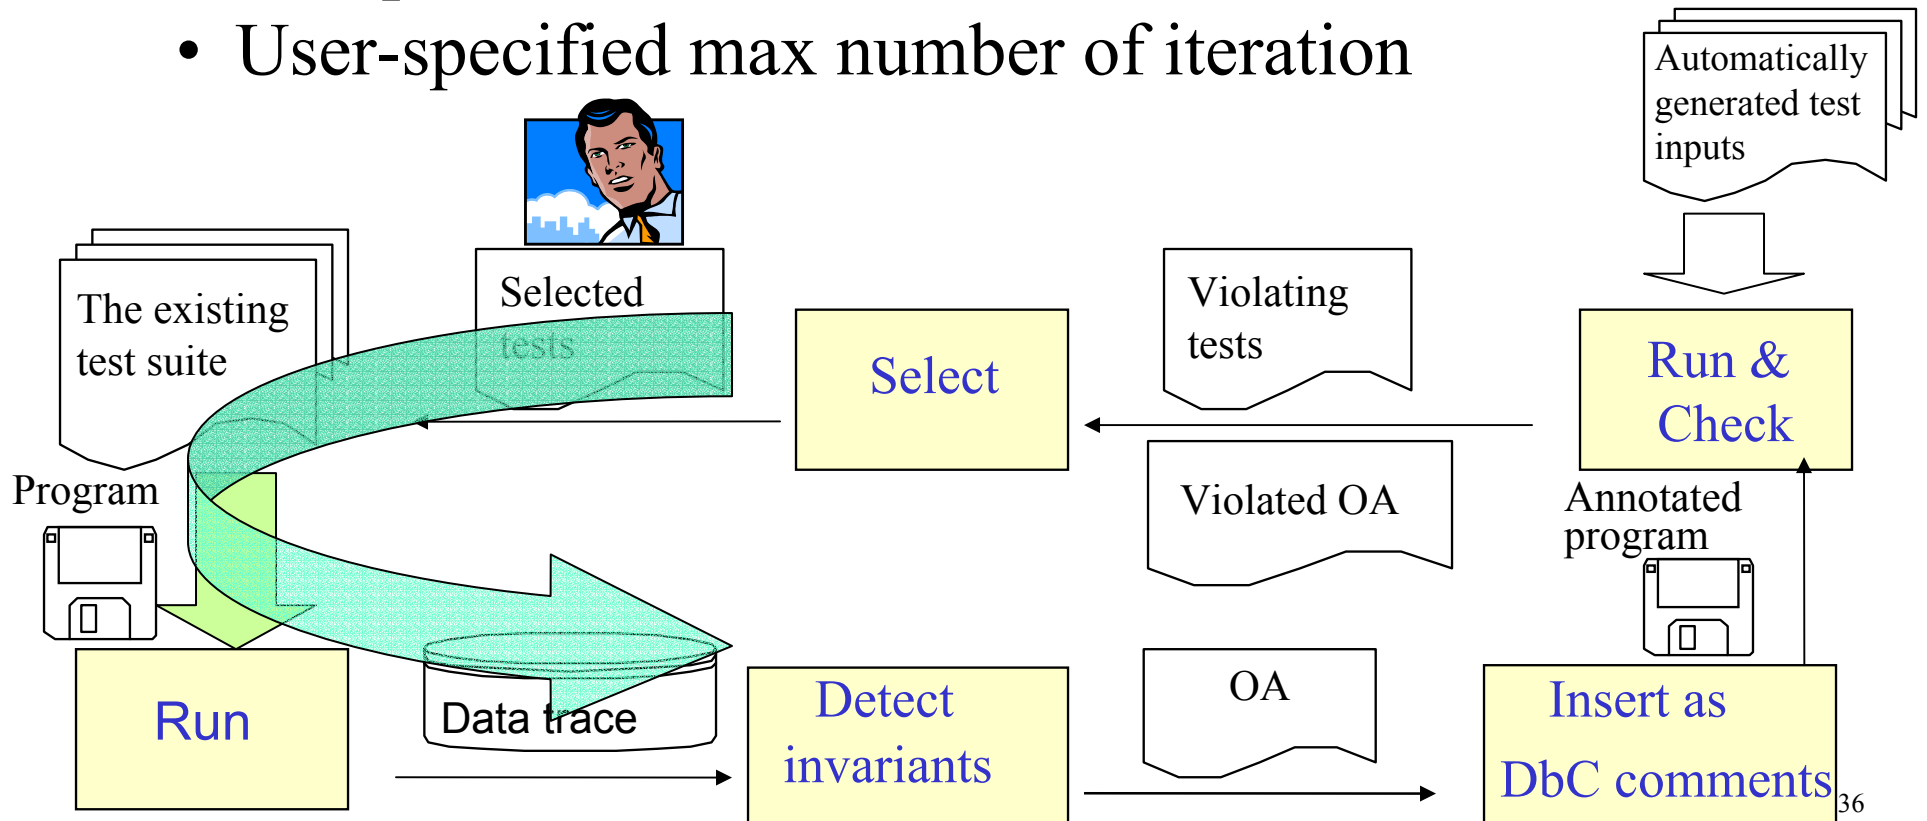 • User-specified max number of iteration
Automatically
generated test
inputs
The existing
test suite
Selected
tests
Select
Violating
tests
Run &
Check
Program
Violated OA
Annotated
program
Run
Data trace
Detect
invariants
OA
Insert as
DbC comments
36